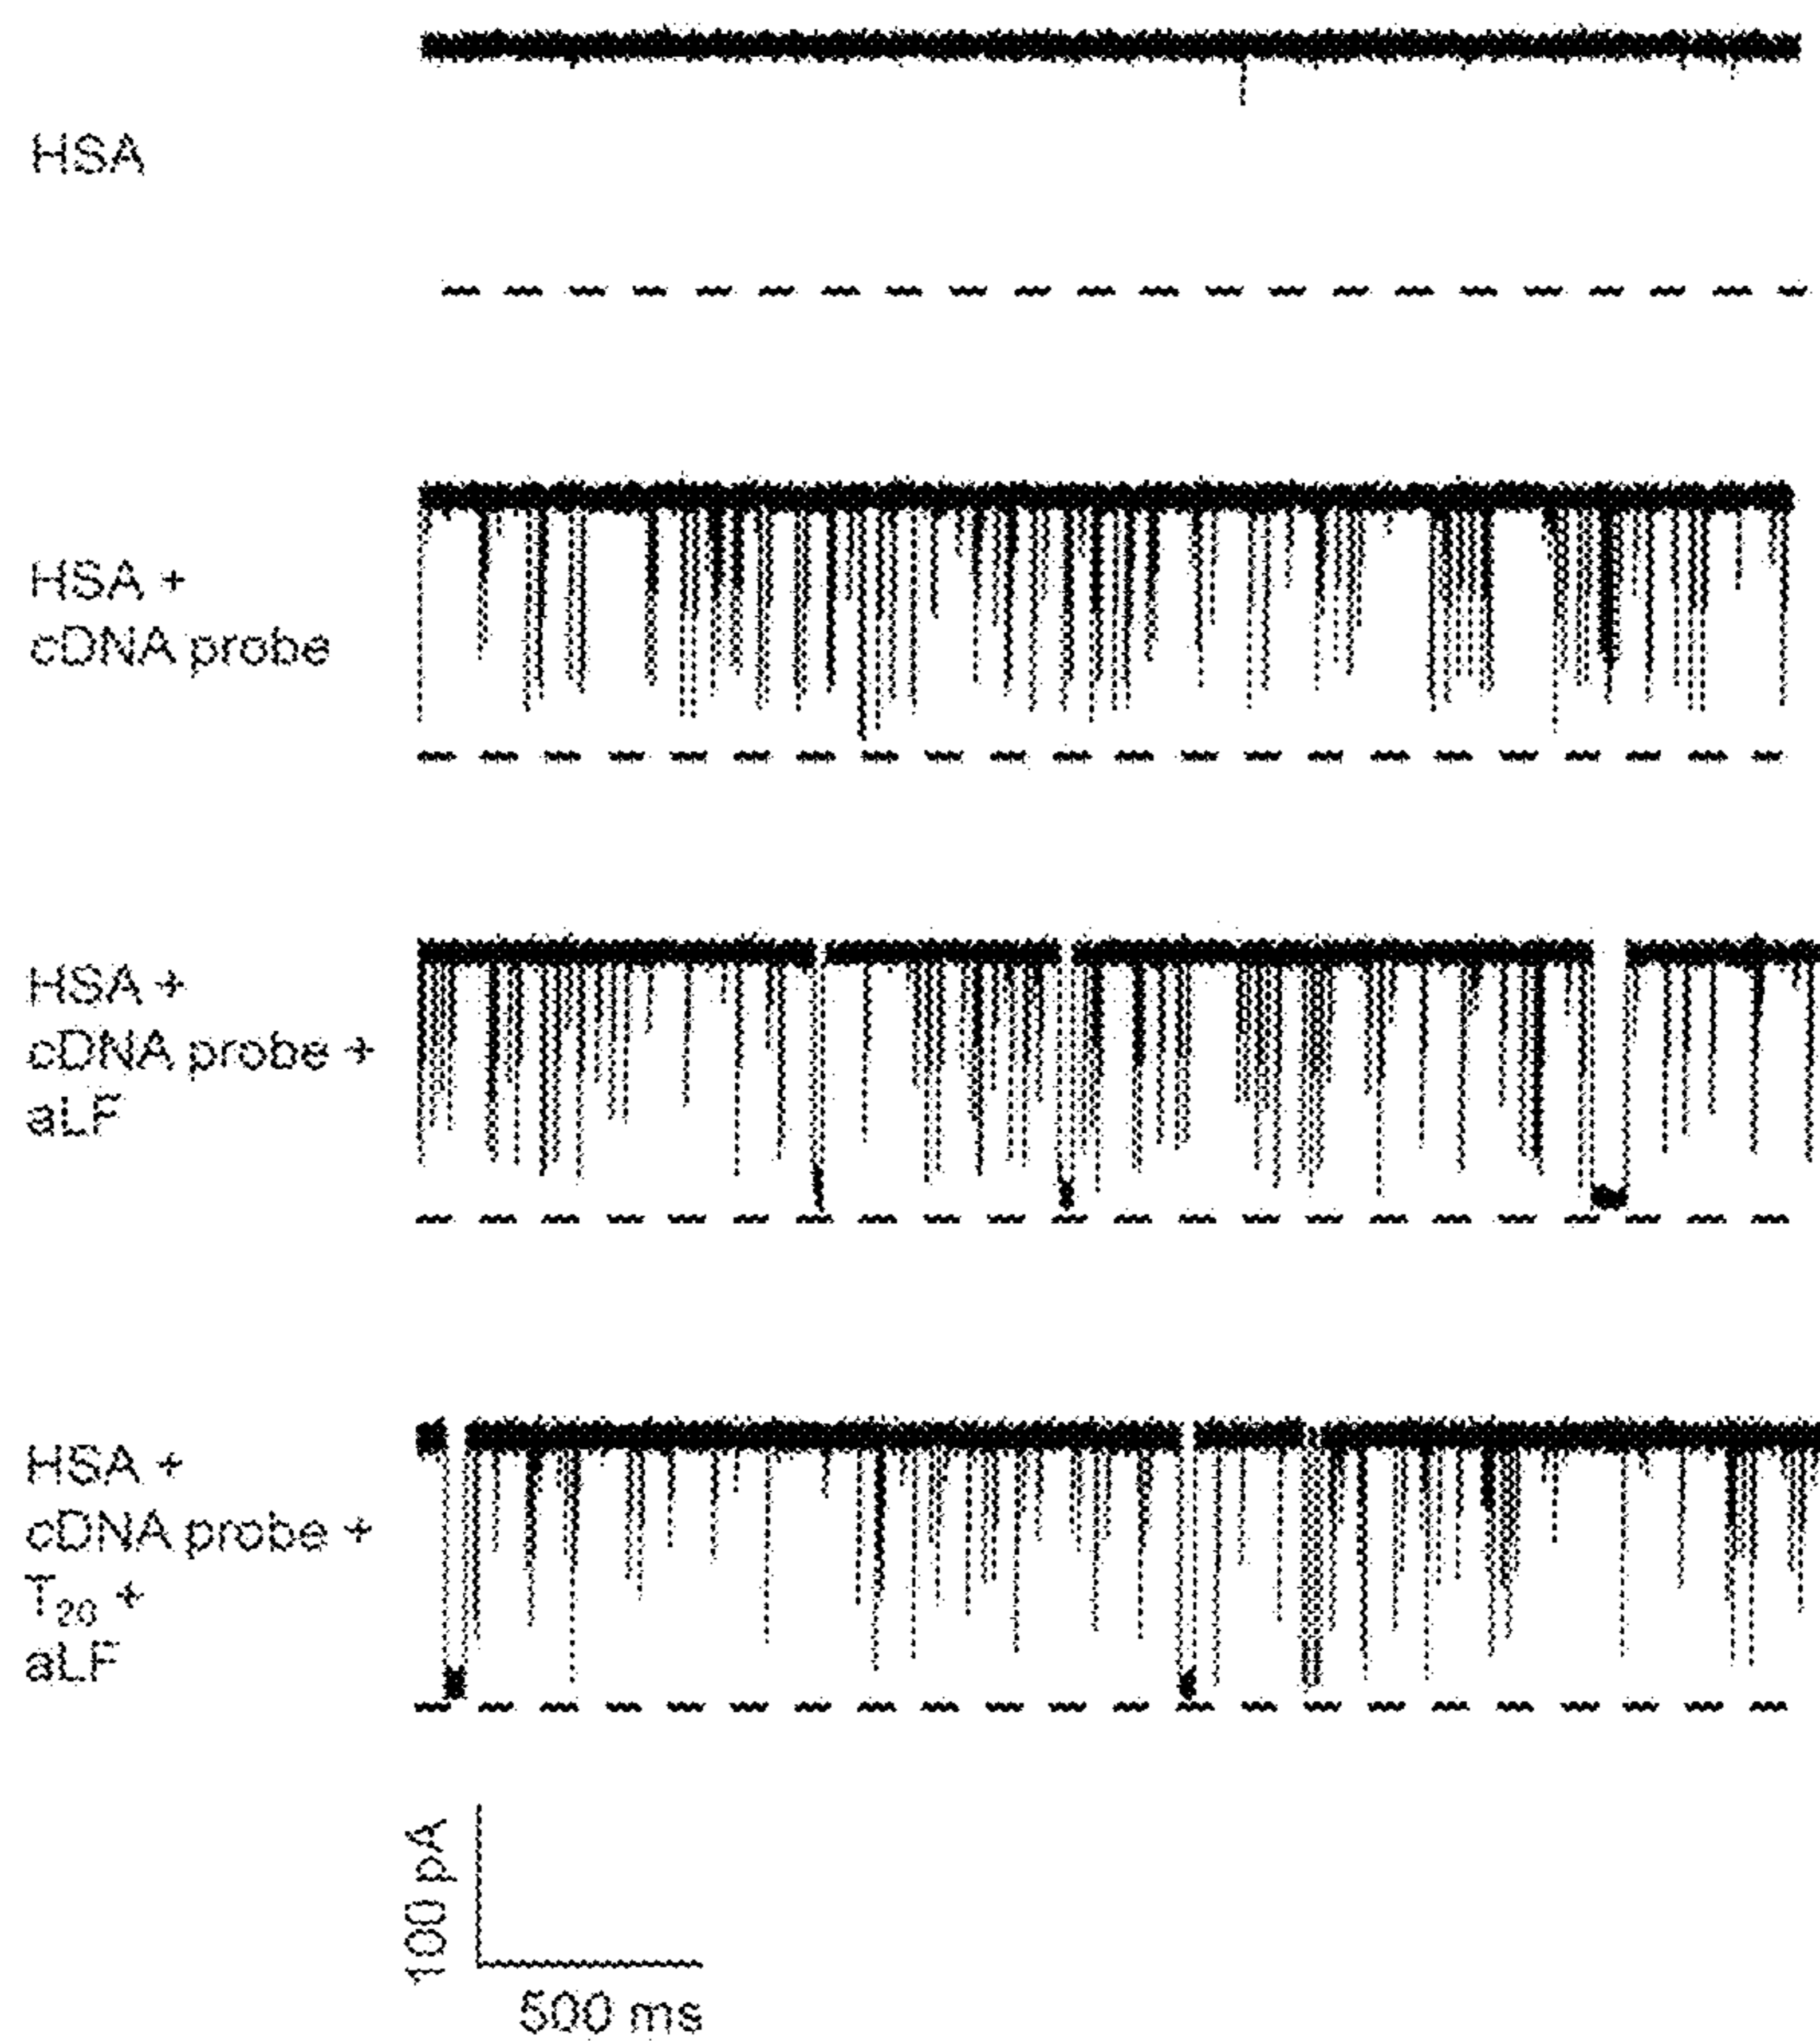 HSA
HSA +
cDNA probe
HSA +
cDNA probe +
aLF
HSA +
cDNA probe +
T₂₀ +
aLF
100 pA
500 ms